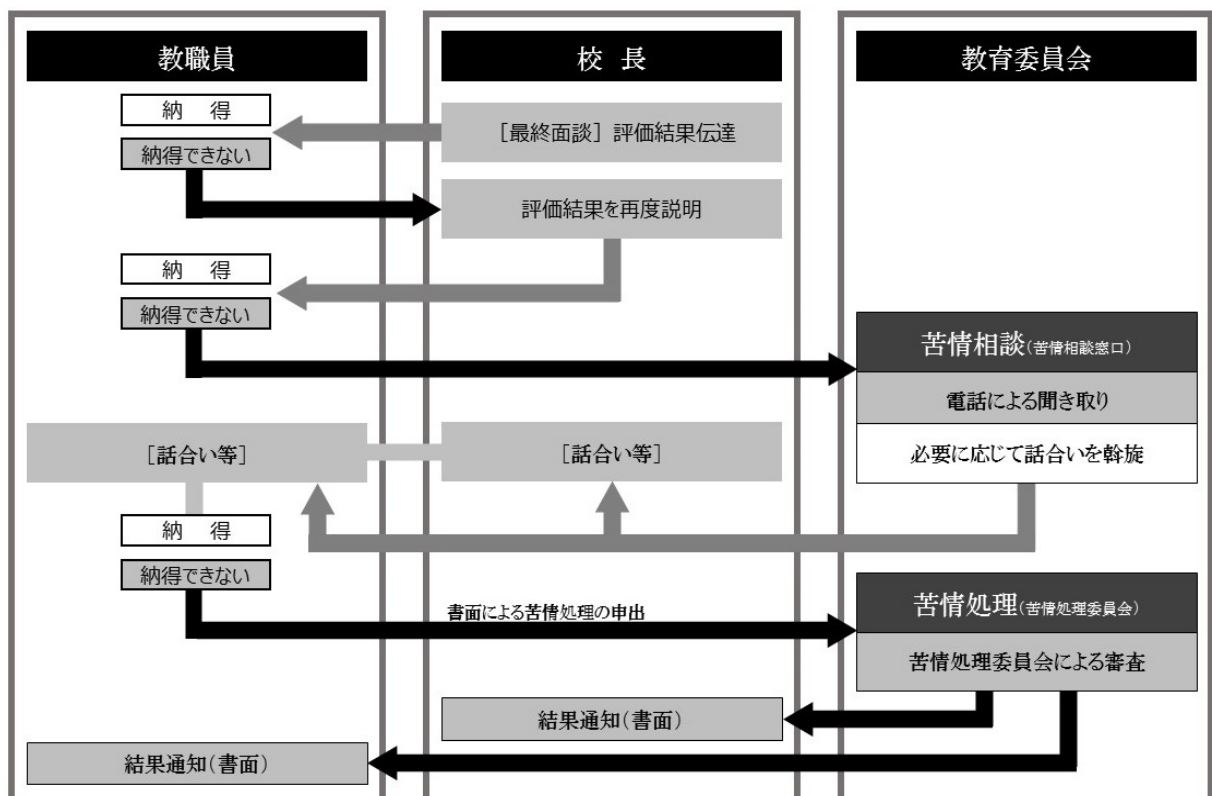 教職員
校 長
教育委員会
納 得
納得できない
[最終面談] 評価結果伝達
評価結果を再度説明
納 得
納得できない
苦情相談(苦情相談窓口)
電話による聞き取り
必要に応じて話合いを斡旋
[話合い等]
[話合い等]
納 得
納得できない
書面による苦情処理の申出
苦情処理(苦情処理委員会)
苦情処理委員会による審査
結果通知(書面)
結果通知(書面)